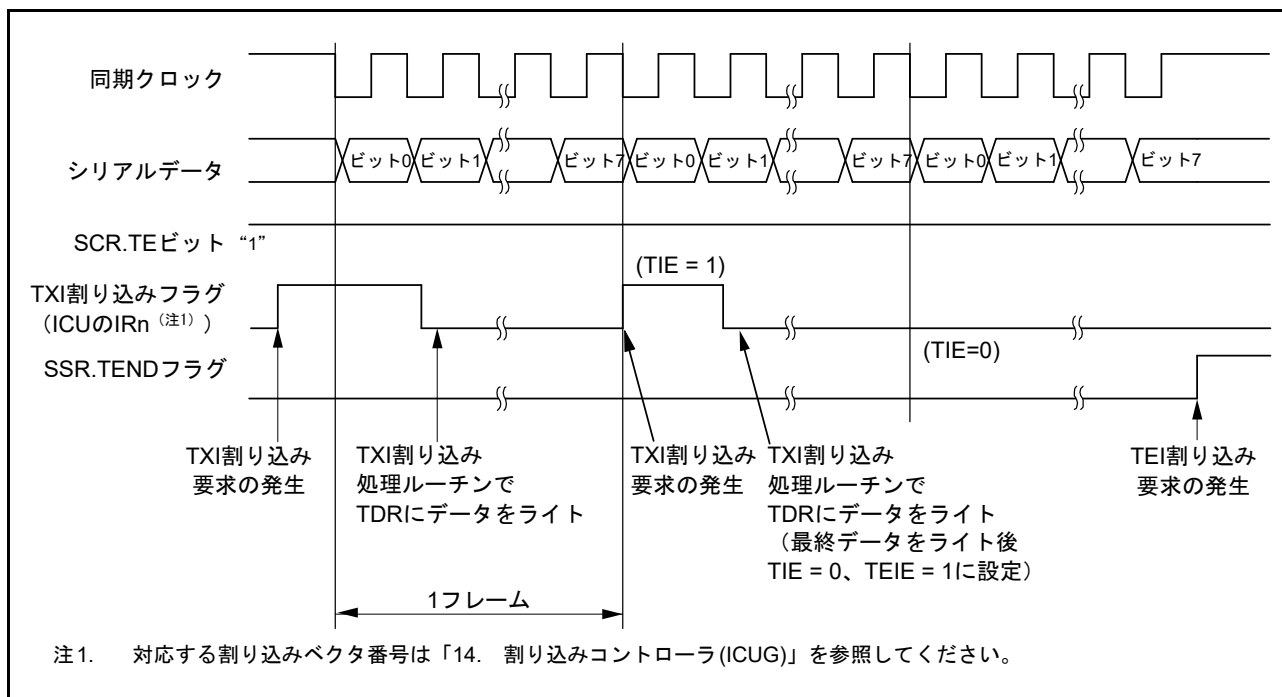 同期クロック
シリアルデータ
ビット0 ビット1 ビット7 ビット0 ビット1 ビット7 ビット0 ビット1 ビット7
SCR.TEビット “1”
(TIE = 1)
TXI割り込みフラグ
（ICUのIRn（注1））
(TIE=0)
SSR.TENDフラグ
TXI割り込み
要求の発生
TXI割り込み
処理ルーチンで
TDRにデータをライト
TXI割り込み
要求の発生
TXI割り込み
処理ルーチンで
TDRにデータをライト
（最終データをライト後
TIE = 0、TEIE = 1に設定）
TEI割り込み
要求の発生
1フレーム
注1. 対応する割り込みベクタ番号は「14. 割り込みコントローラ(ICUG)」を参照してください。